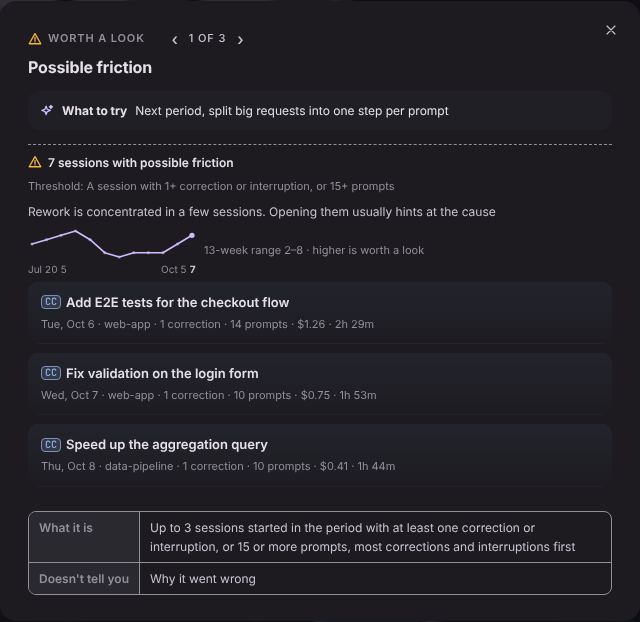 WORTH A LOOK ‹ 1 OF 3 ›
Possible friction
What to try Next period, split big requests into one step per prompt
7 sessions with possible friction
Threshold: A session with 1+ correction or interruption, or 15+ prompts
Rework is concentrated in a few sessions. Opening them usually hints at the cause
13-week range 2–8 · higher is worth a look
Jul 20 5 Oct 5 7
CC Add E2E tests for the checkout flow
Tue, Oct 6 · web-app · 1 correction · 14 prompts · $1.26 · 2h 29m
CC Fix validation on the login form
Wed, Oct 7 · web-app · 1 correction · 10 prompts · $0.75 · 1h 53m
CC Speed up the aggregation query
Thu, Oct 8 · data-pipeline · 1 correction · 10 prompts · $0.41 · 1h 44m
What it is Up to 3 sessions started in the period with at least one correction or
interruption, or 15 or more prompts, most corrections and interruptions first
Doesn't tell you Why it went wrong